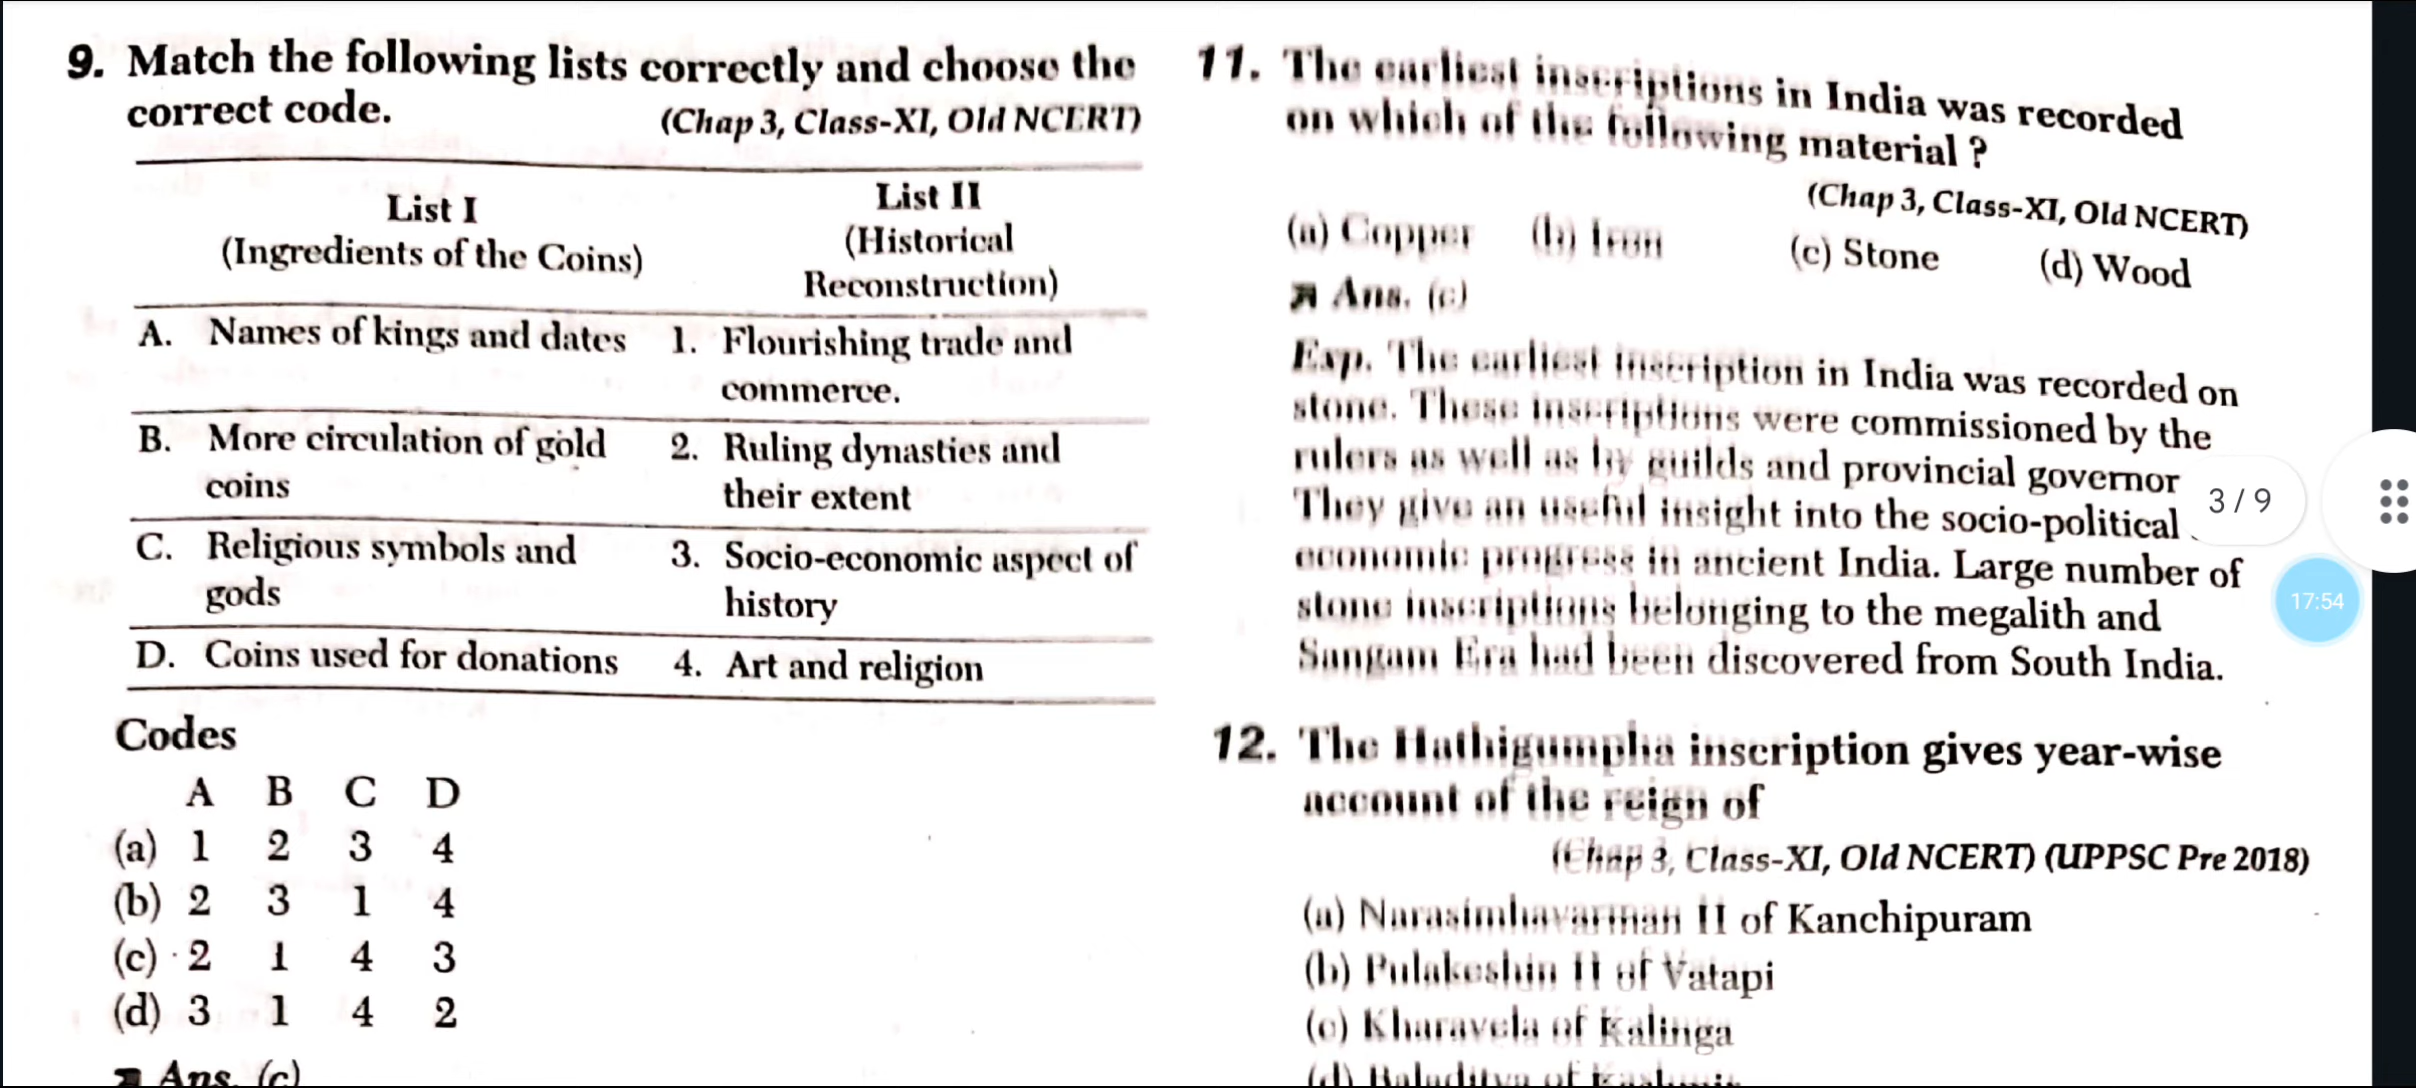 9. Match the following lists correctly and choose the
correct code. (Chap 3, Class-XI, Old NCERT)
List I
(Ingredients of the Coins)
List II
(Historical
Reconstruction)
A. Names of kings and dates 1. Flourishing trade and
commerce.
B. More circulation of gold 2. Ruling dynasties and
coins their extent
C. Religious symbols and 3. Socio-economic aspect of
gods history
D. Coins used for donations 4. Art and religion
Codes
A B C D
(a) 1 2 3 4
(b) 2 3 1 4
(c) 2 1 4 3
(d) 3 1 4 2
Ans. (c)
11. The earliest inscriptions in India was recorded
on which of the following material ?
(Chap 3, Class-XI, Old NCERT)
(a) Copper (b) Iron (c) Stone (d) Wood
Ans. (c)
Exp. The earliest inscription in India was recorded on
stone. These inscriptions were commissioned by the
rulers as well as by guilds and provincial governor
They give an useful insight into the socio-political
economic progress in ancient India. Large number of
stone inscriptions belonging to the megalith and
Sangam Era had been discovered from South India.
12. The Hathigumpha inscription gives year-wise
account of the reign of
(Chap 3, Class-XI, Old NCERT) (UPPSC Pre 2018)
(a) Narasimhavarman II of Kanchipuram
(b) Pulakeshin II of Vatapi
(c) Kharavela of Kalinga
(d) Baladitya of Kashmir
3 / 9
17:54